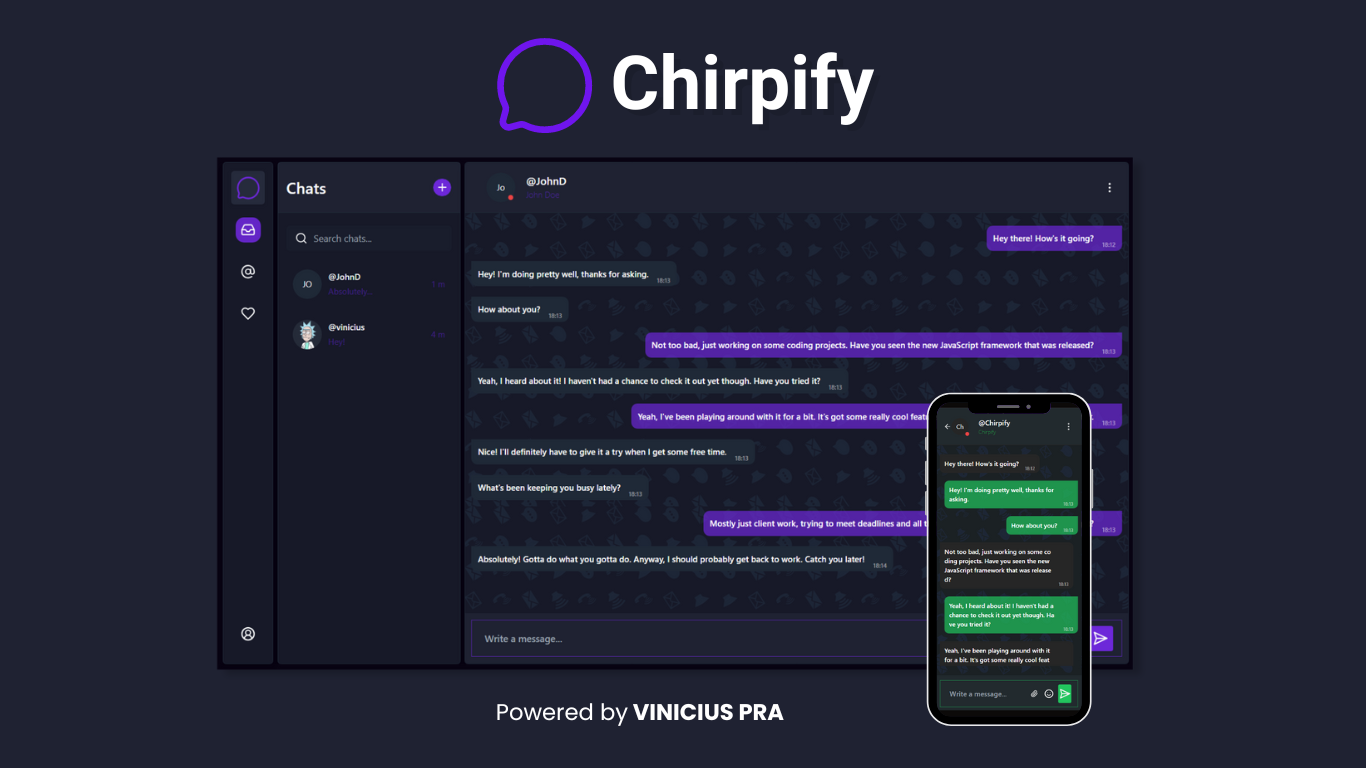 Chirpify
Chats
Search chats...
JO
@JohnD
Absolutely...
1 m
@vinicius
Hey!
4 m
Jo
@JohnD
John Doe
Hey there! How's it going?
18:12
Hey! I'm doing pretty well, thanks for asking.
18:13
How about you?
18:13
Not too bad, just working on some coding projects. Have you seen the new JavaScript framework that was released?
18:13
Yeah, I heard about it! I haven't had a chance to check it out yet though. Have you tried it?
18:13
Yeah, I've been playing around with it for a bit. It's got some really cool feat
18:13
Nice! I'll definitely have to give it a try when I get some free time.
18:13
What's been keeping you busy lately?
18:13
Mostly just client work, trying to meet deadlines and all t
?
18:13
Absolutely! Gotta do what you gotta do. Anyway, I should probably get back to work. Catch you later!
18:14
Write a message...
Ch
@Chirpify
Hey there! How's it going?
18:13
Hey! I'm doing pretty well, thanks for
asking.
18:13
How about you?
18:13
Not too bad, just working on some co
ding projects. Have you seen the new
JavaScript framework that was release
d?
18:13
Yeah, I heard about it! I haven't had a
chance to check it out yet though. Ha
ve you tried it?
18:13
Yeah, I've been playing around with it
for a bit. It's got some really cool feat
Write a message...
Powered by VINICIUS PRA